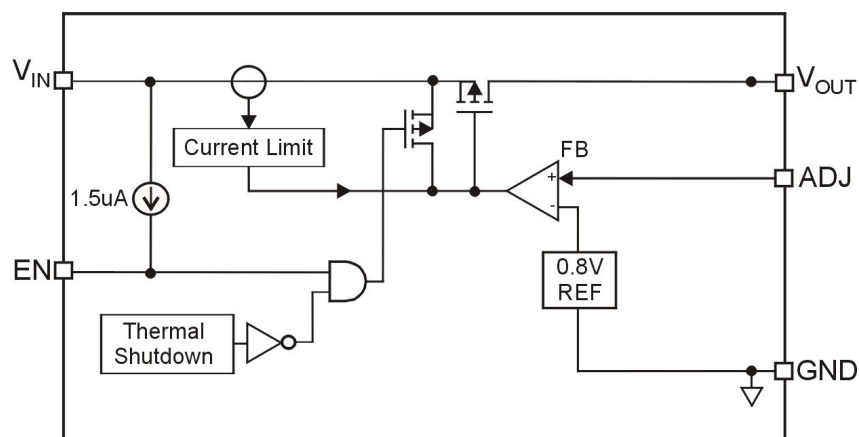 VIN
VOUT
Current Limit
FB
+
-
ADJ
1.5uA
EN
0.8V
REF
Thermal
Shutdown
GND